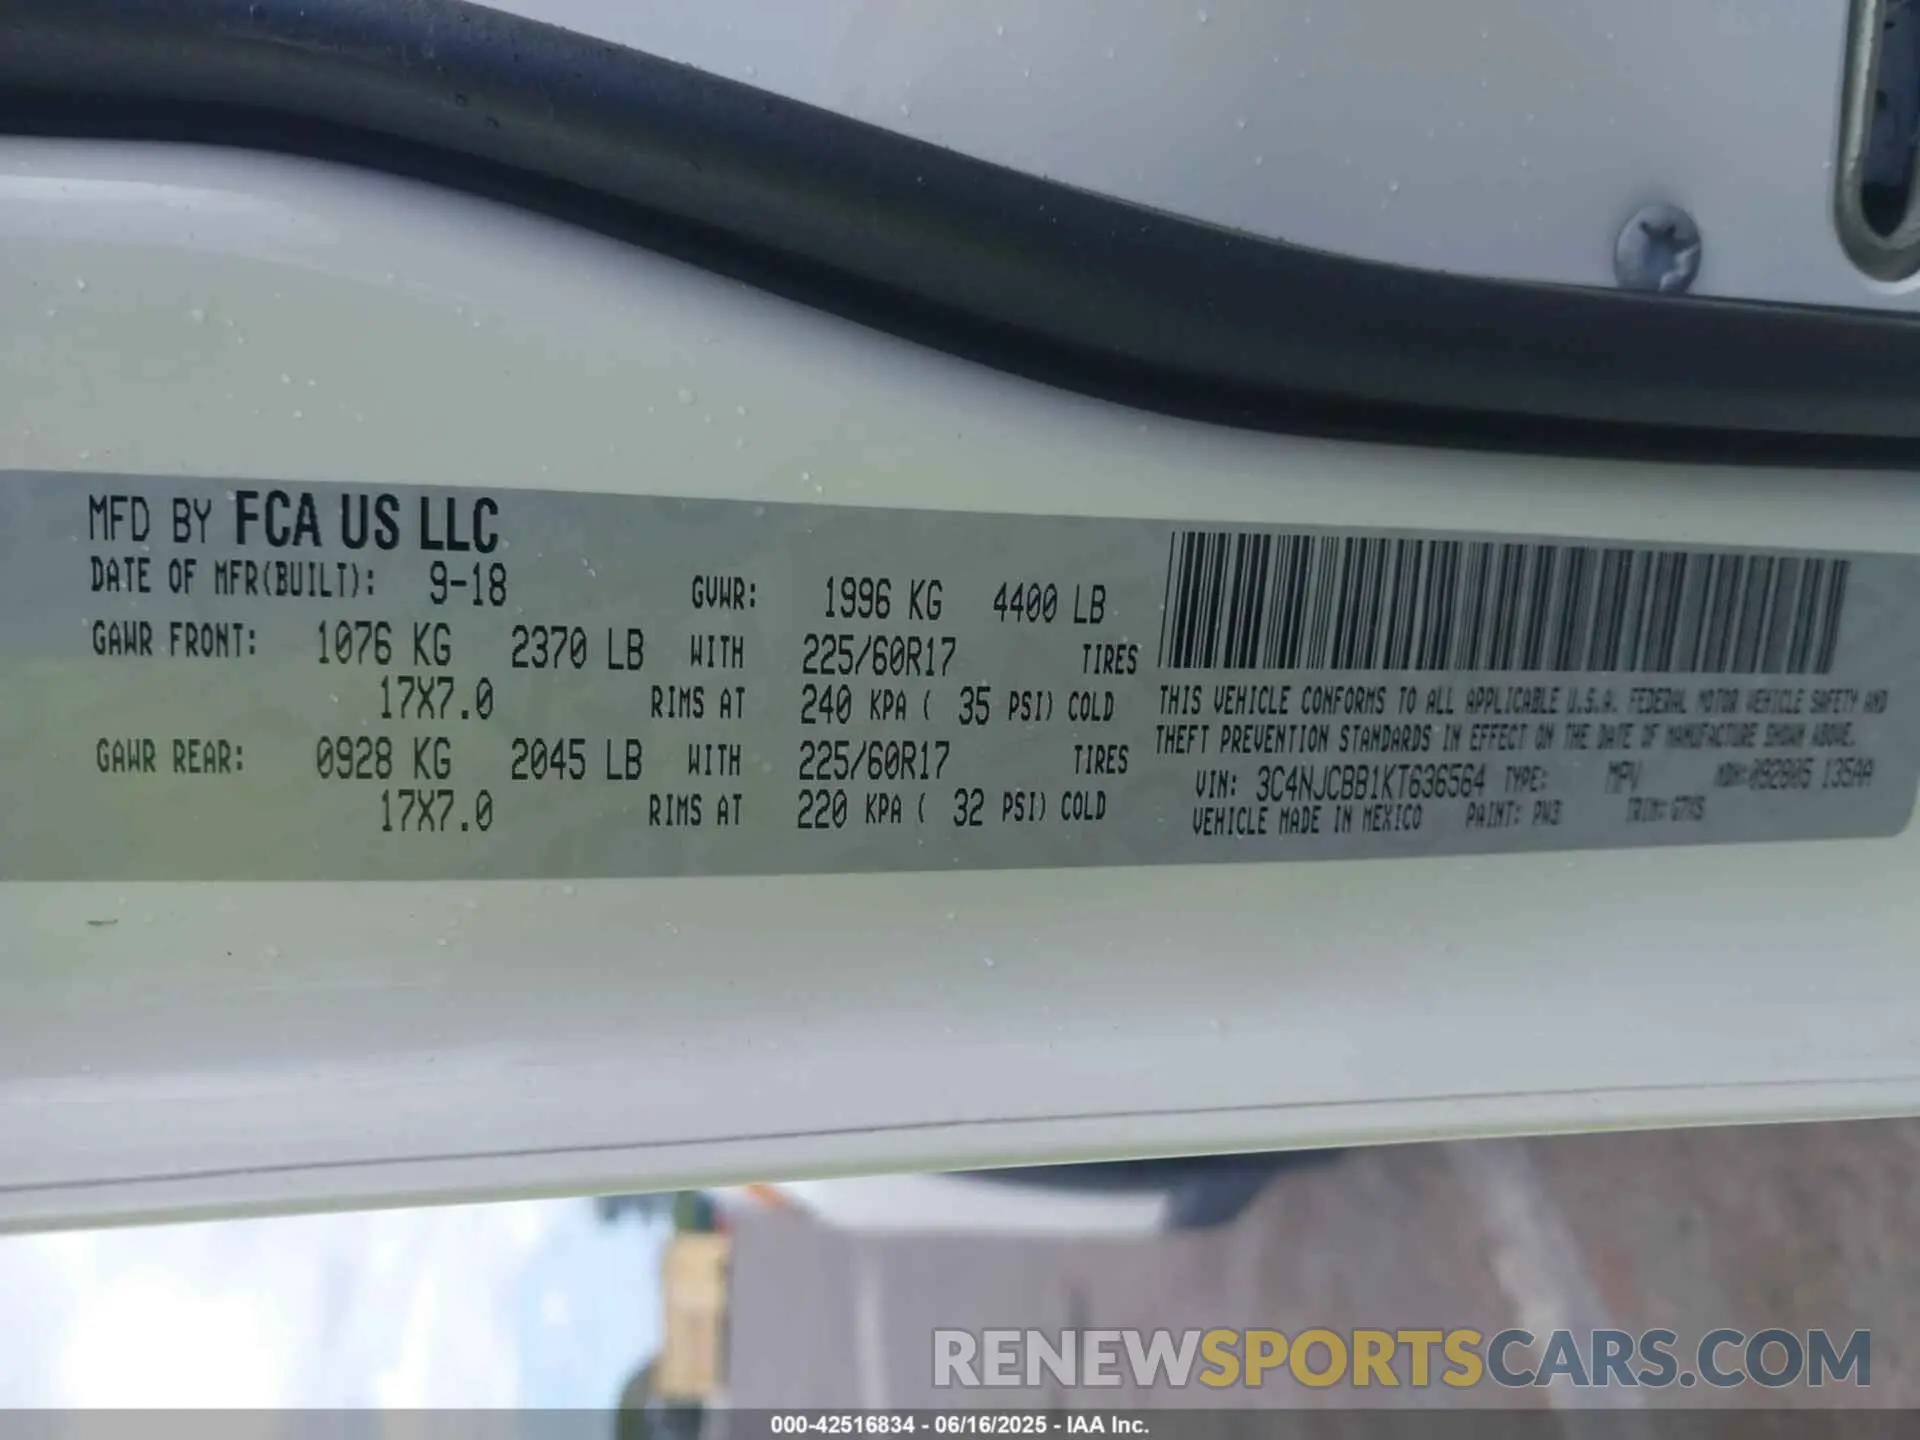 MFD BY FCA US LLC
DATE OF MFR(BUILT): 9-18 GVWR: 1996 KG 4400 LB
GAWR FRONT: 1076 KG 2370 LB WITH 225/60R17 TIRES
17X7.0 RIMS AT 240 KPA ( 35 PSI) COLD
GAWR REAR: 0928 KG 2045 LB WITH 225/60R17 TIRES
17X7.0 RIMS AT 220 KPA ( 32 PSI) COLD
THIS VEHICLE CONFORMS TO ALL APPLICABLE U.S.A. FEDERAL MOTOR VEHICLE SAFETY AND
THEFT PREVENTION STANDARDS IN EFFECT ON THE DATE OF MANUFACTURE SHOWN ABOVE.
VIN: 3C4NJCBB1KT636564 TYPE: MPV MDH: 092805 135AA
VEHICLE MADE IN MEXICO PAINT: PW3 TRIM:
RENEWSPORTSCARS.COM
000-42516834 - 06/16/2025 - IAA Inc.